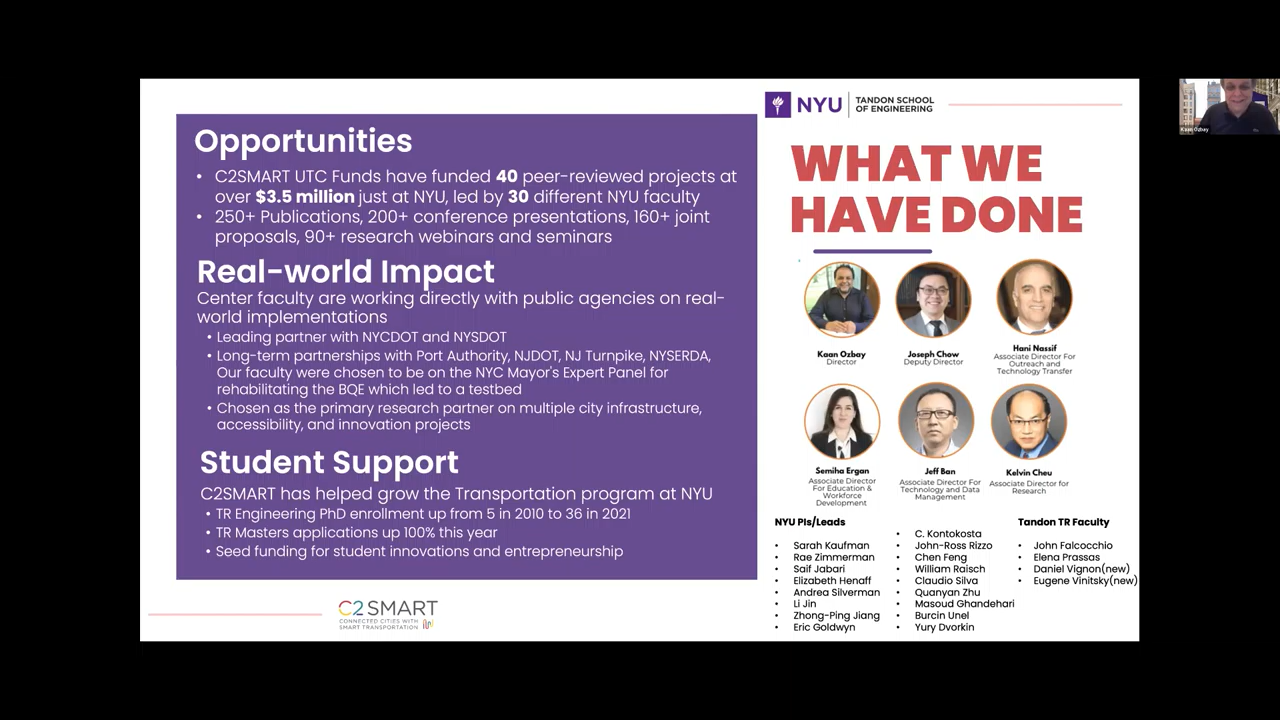 Opportunities
• C2SMART UTC Funds have funded 40 peer-reviewed projects at
over $3.5 million just at NYU, led by 30 different NYU faculty
• 250+ Publications, 200+ conference presentations, 160+ joint
proposals, 90+ research webinars and seminars
Real-world Impact
Center faculty are working directly with public agencies on real-
world implementations
• Leading partner with NYCDOT and NYSDOT
• Long-term partnerships with Port Authority, NJDOT, NJ Turnpike, NYSERDA,
Our faculty were chosen to be on the NYC Mayor's Expert Panel for
rehabilitating the BQE which led to a testbed
• Chosen as the primary research partner on multiple city infrastructure,
accessibility, and innovation projects
Student Support
C2SMART has helped grow the Transportation program at NYU
• TR Engineering PhD enrollment up from 5 in 2010 to 36 in 2021
• TR Masters applications up 100% this year
• Seed funding for student innovations and entrepreneurship
C2SMART
CONNECTED CITIES WITH
SMART TRANSPORTATION
NYU
TANDON SCHOOL
OF ENGINEERING
WHAT WE
HAVE DONE
Kaan Ozbay
Director
Joseph Chow
Deputy Director
Hani Nassif
Associate Director For
Outreach and
Technology Transfer
Semiha Ergan
Associate Director
For Education &
Workforce
Development
Jeff Ban
Associate Director For
Technology and Data
Management
Kelvin Cheu
Associate Director for
Research
NYU PIs/Leads
• Sarah Kaufman
• Rae Zimmerman
• Saif Jabari
• Elizabeth Henaff
• Andrea Silverman
• Li Jin
• Zhong-Ping Jiang
• Eric Goldwyn
• C. Kontokosta
• John-Ross Rizzo
• Chen Feng
• William Raisch
• Claudio Silva
• Quanyan Zhu
• Masoud Ghandehari
• Burcin Unel
• Yury Dvorkin
Tandon TR Faculty
• John Falcocchio
• Elena Prassas
• Daniel Vignon(new)
• Eugene Vinitsky(new)
Kaan Ozbay